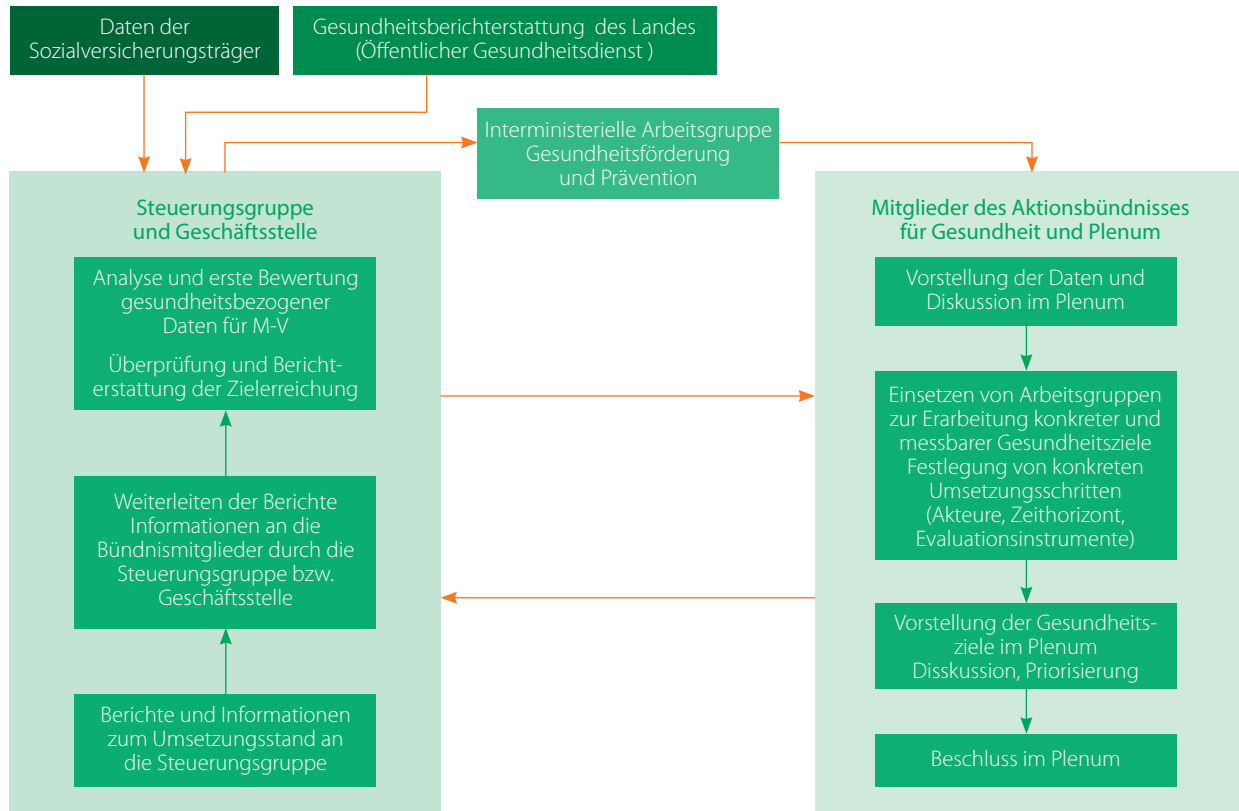 Daten der
Sozialversicherungsträger
Gesundheitsberichterstattung des Landes
(Öffentlicher Gesundheitsdienst )
Interministerielle Arbeitsgruppe
Gesundheitsförderung
und Prävention
Steuerungsgruppe
und Geschäftsstelle
Analyse und erste Bewertung
gesundheitsbezogener
Daten für M-V
Überprüfung und Bericht-
erstattung der Zielerreichung
Weiterleiten der Berichte
Informationen an die
Bündnismitglieder durch die
Steuerungsgruppe bzw.
Geschäftsstelle
Berichte und Informationen
zum Umsetzungsstand an
die Steuerungsgruppe
Mitglieder des Aktionsbündnisses
für Gesundheit und Plenum
Vorstellung der Daten und
Diskussion im Plenum
Einsetzen von Arbeitsgruppen
zur Erarbeitung konkreter und
messbarer Gesundheitsziele
Festlegung von konkreten
Umsetzungsschritten
(Akteure, Zeithorizont,
Evaluationsinstrumente)
Vorstellung der Gesundheits-
ziele im Plenum
Disskussion, Priorisierung
Beschluss im Plenum